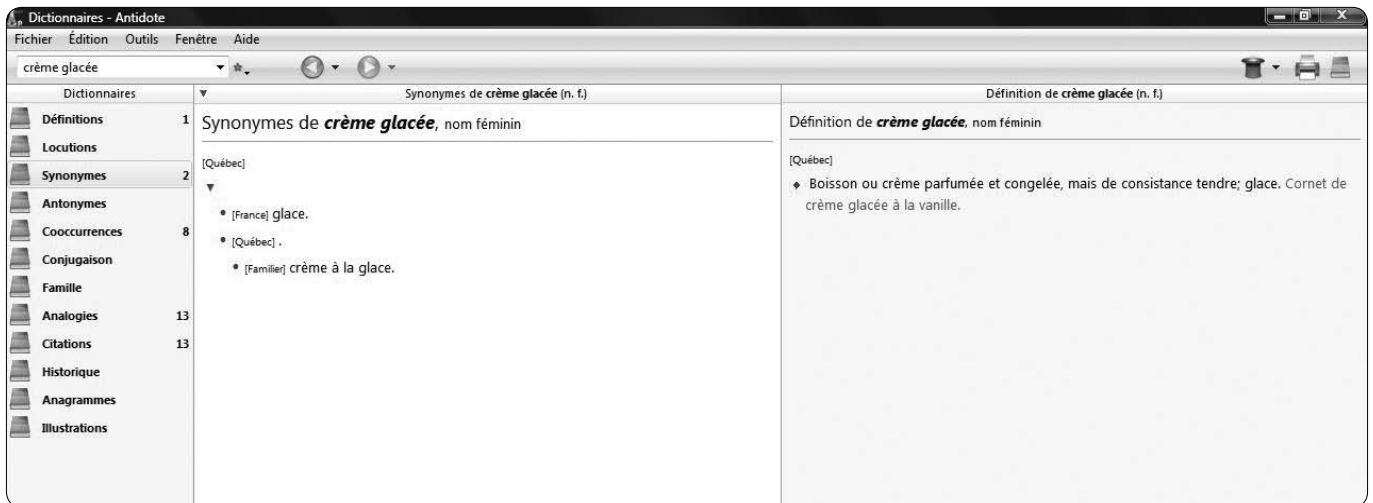 Dictionnaires - Antidote
Fichier Édition Outils Fenêtre Aide
crème glacée
Dictionnaires
Définitions 1
Locutions
Synonymes 2
Antonymes
Cooccurrences 8
Conjugaison
Famille
Analogies 13
Citations 13
Historique
Anagrammes
Illustrations
Synonymes de crème glacée (n. f.)
Synonymes de crème glacée, nom féminin
[Québec]
[France] glace.
[Québec] .
[Familier] crème à la glace.
Définition de crème glacée (n. f.)
Définition de crème glacée, nom féminin
[Québec]
Boisson ou crème parfumée et congelée, mais de consistance tendre; glace. Cornet de
crème glacée à la vanille.